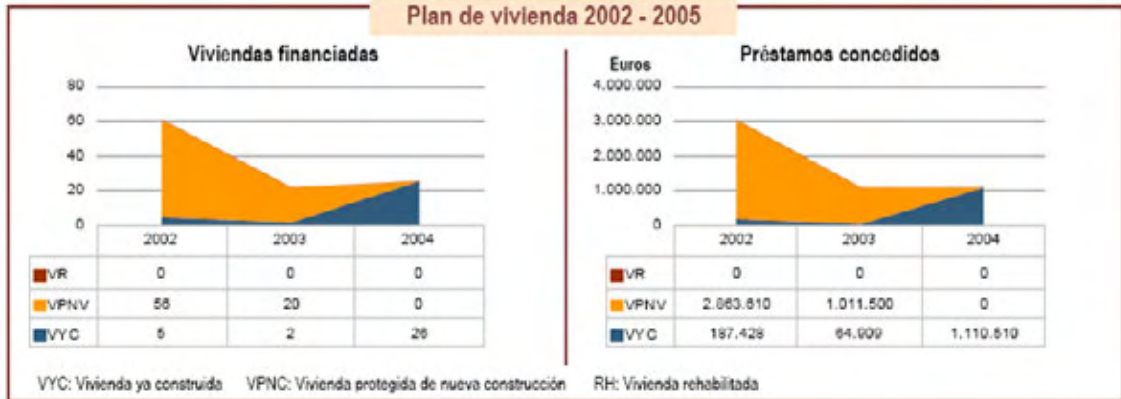 Plan de vivienda 2002 - 2005
Viviendas financiadas
80
60
40
20
0
2002 2003 2004
VR 0 0 0
VPNV 56 20 0
VYC 5 2 26
Préstamos concedidos
Euros
4.000.000
3.000.000
2.000.000
1.000.000
0
2002 2003 2004
VR 0 0 0
VPNV 2.863.610 1.011.500 0
VYC 187.428 64.909 1.110.510
VYC: Vivienda ya construida VPNC: Vivienda protegida de nueva construcción RH: Vivienda rehabilitada